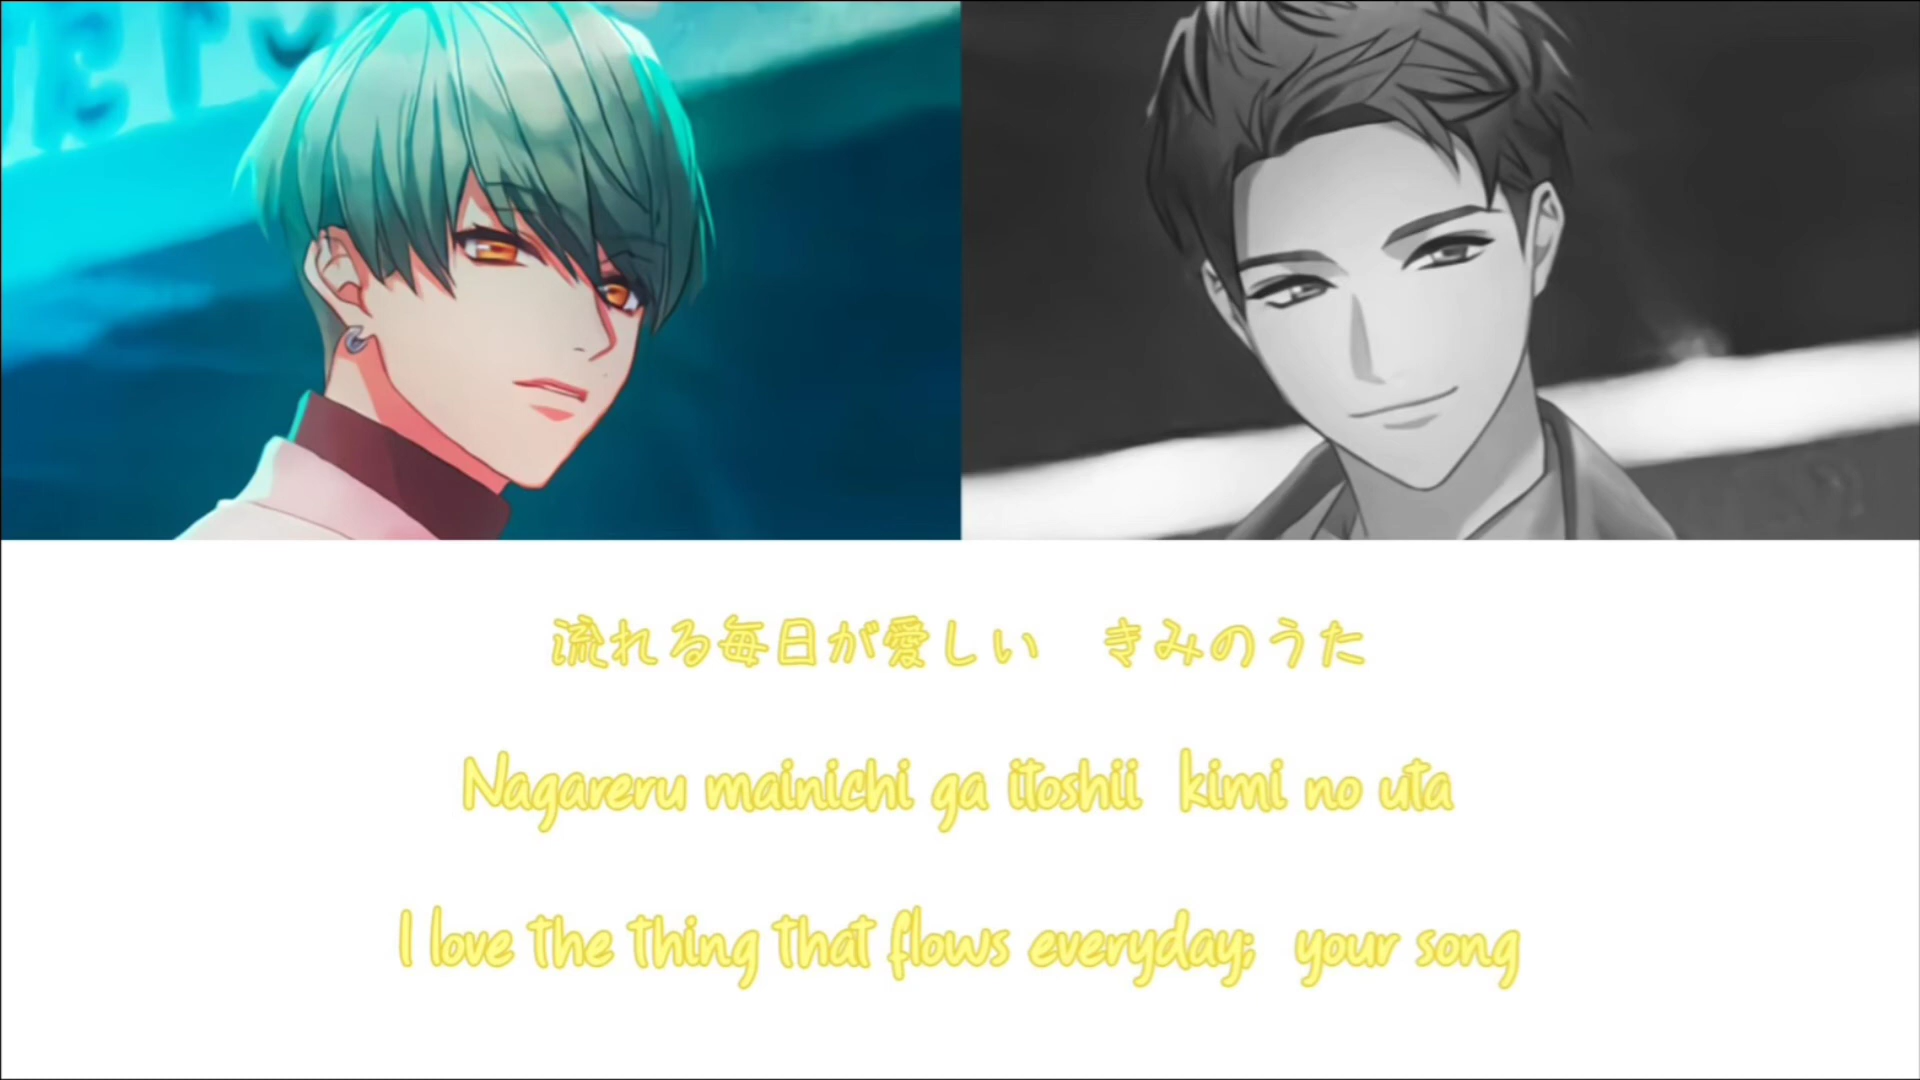 流れる毎日が愛しい　きみのうた
Nagareru mainichi ga itoshii  kimi no uta
I love the thing that flows everyday;  your song